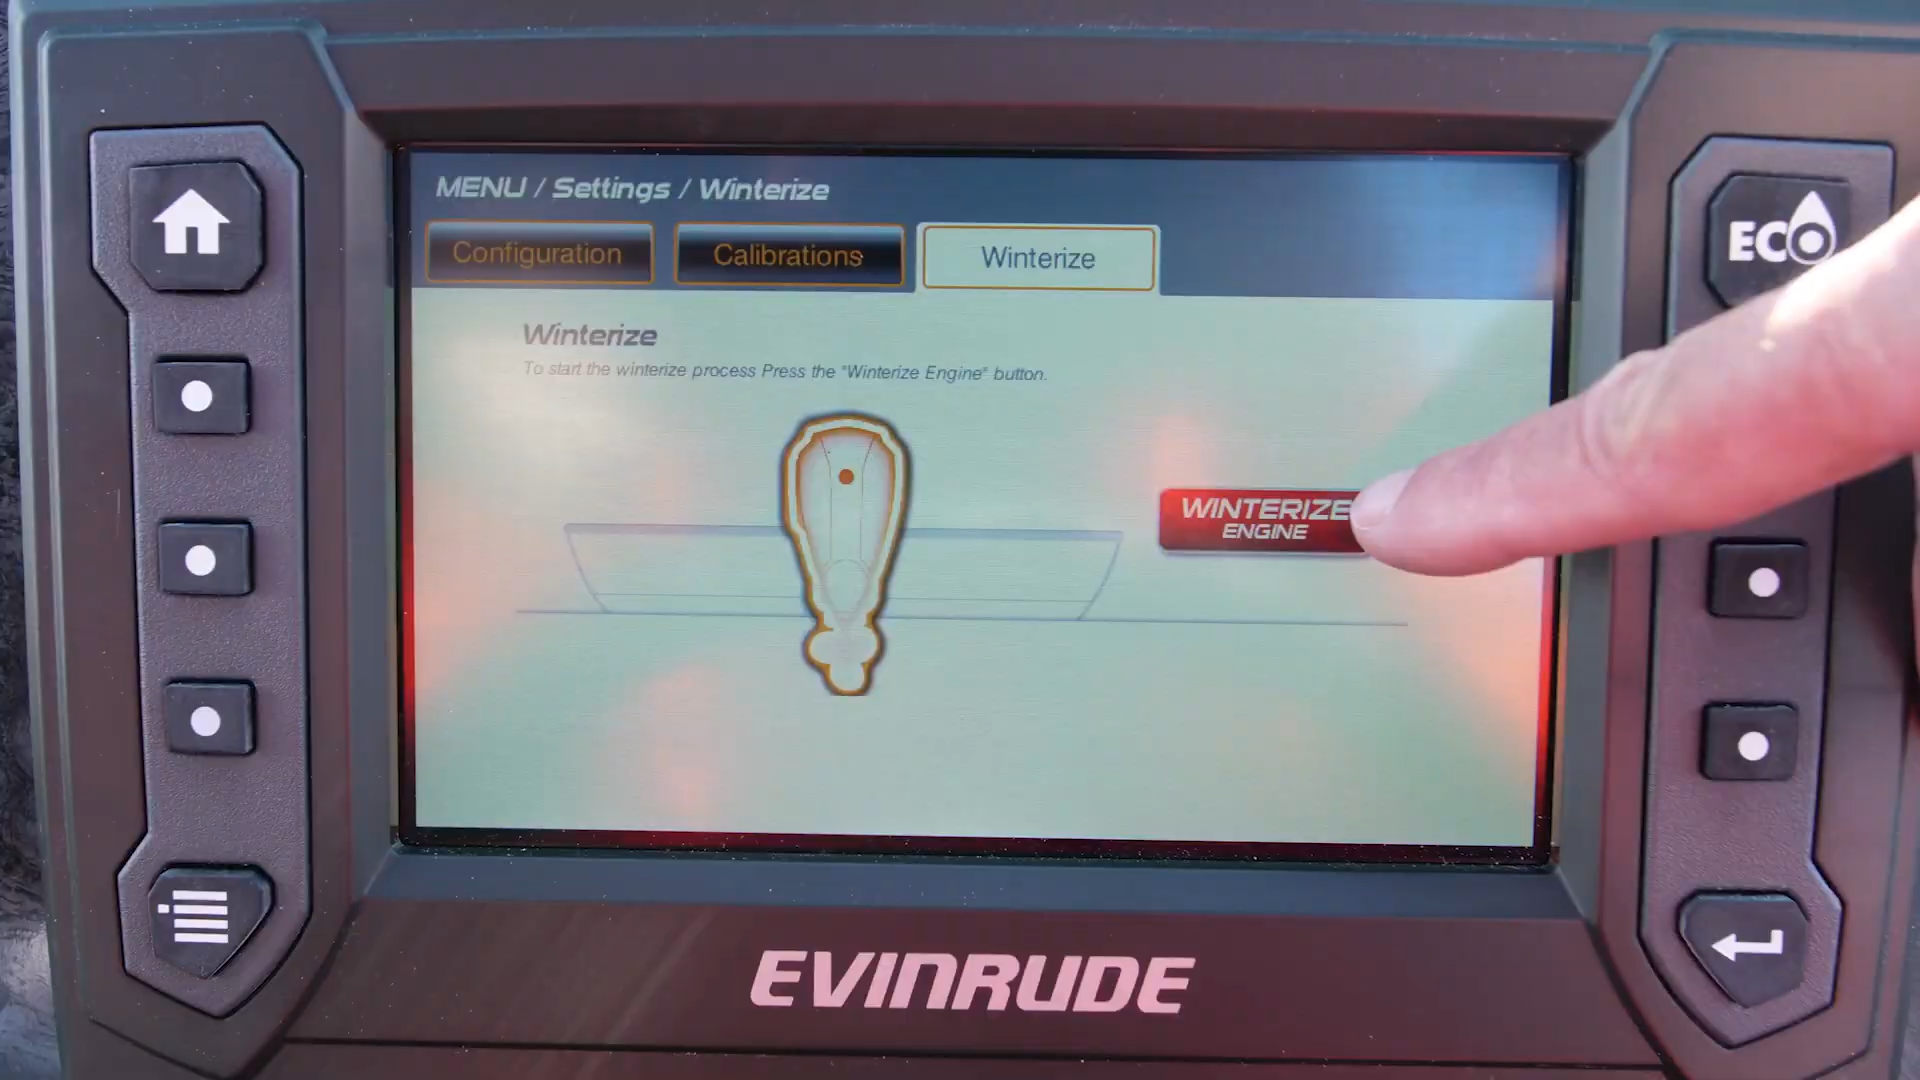 MENU / Settings / Winterize
Configuration
Calibrations
Winterize
ECO
Winterize
To start the winterize process Press the "Winterize Engine" button.
WINTERIZE
ENGINE
EVINRUDE